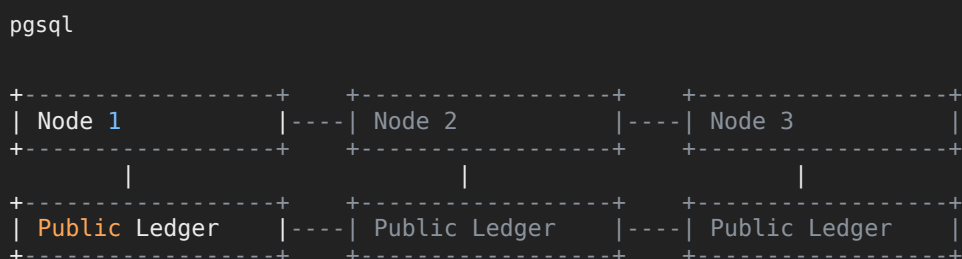 pgsql
+------------------+    +------------------+    +------------------+
| Node 1           |----| Node 2           |----| Node 3           |
+------------------+    +------------------+    +------------------+
        |                       |                       |
+------------------+    +------------------+    +------------------+
| Public Ledger    |----| Public Ledger    |----| Public Ledger    |
+------------------+    +------------------+    +------------------+